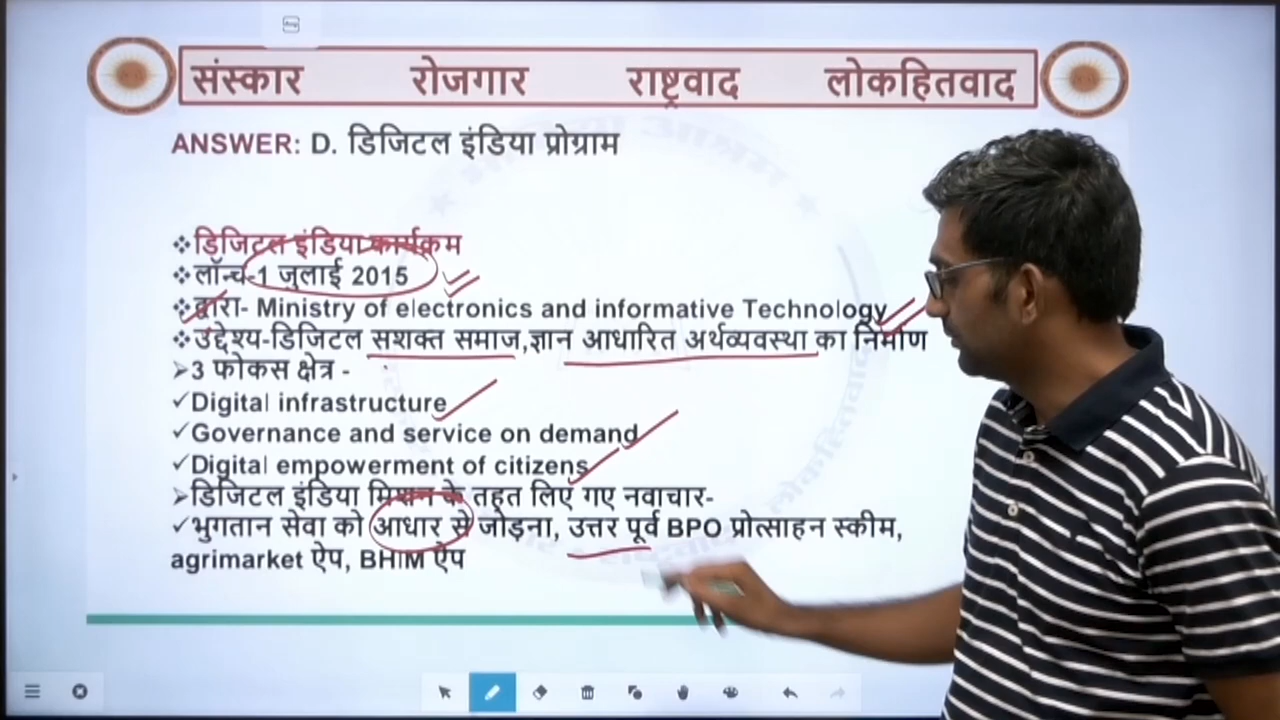 संस्कार रोजगार राष्ट्रवाद लोकहितवाद
ANSWER: D. डिजिटल इंडिया प्रोग्राम
❖डिजिटल इंडिया कार्यक्रम
❖लॉन्च-1 जुलाई 2015
❖द्वारा- Ministry of electronics and informative Technology
❖उद्देश्य-डिजिटल सशक्त समाज,ज्ञान आधारित अर्थव्यवस्था का निर्माण
➢3 फोकस क्षेत्र -
✓Digital infrastructure
✓Governance and service on demand
✓Digital empowerment of citizens
➢डिजिटल इंडिया मिशन के तहत लिए गए नवाचार-
✓भुगतान सेवा को आधार से जोड़ना, उत्तर पूर्व BPO प्रोत्साहन स्कीम,
agrimarket ऐप, BHIM ऐप